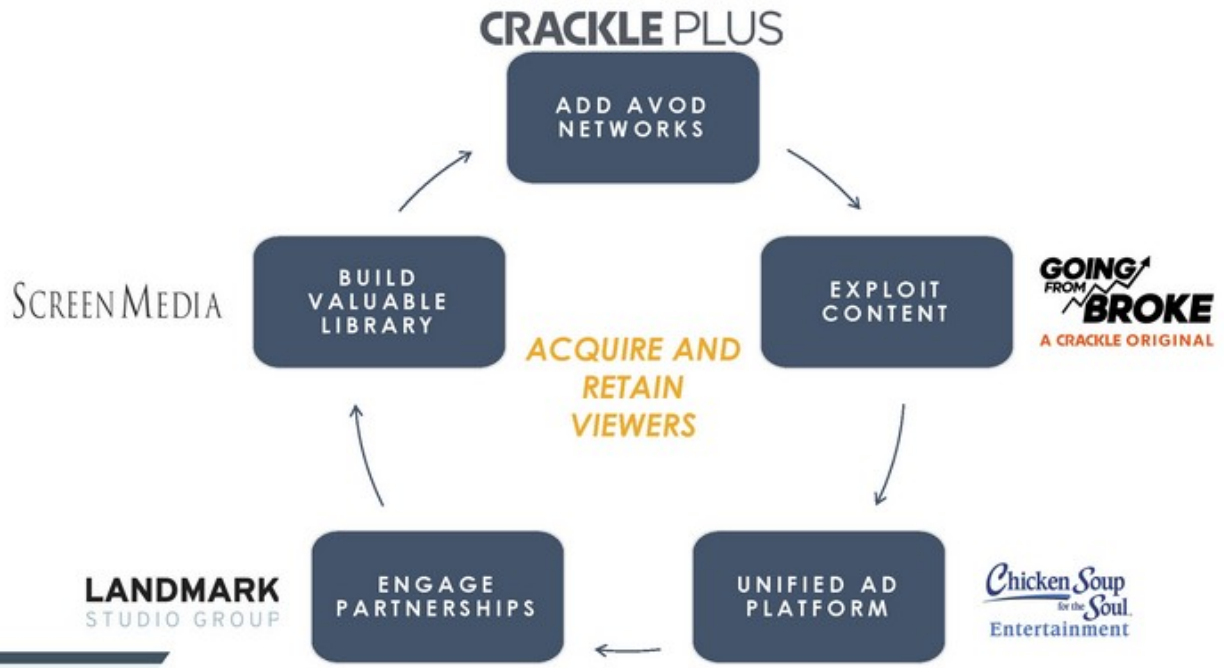 CRACKLE PLUS
ADD AVOD
NETWORKS
EXPLOIT
CONTENT
GOING
FROM
BROKE
A CRACKLE ORIGINAL
UNIFIED AD
PLATFORM
Chicken Soup
for the Soul
Entertainment
ENGAGE
PARTNERSHIPS
LANDMARK
STUDIO GROUP
BUILD
VALUABLE
LIBRARY
SCREEN MEDIA
ACQUIRE AND
RETAIN
VIEWERS